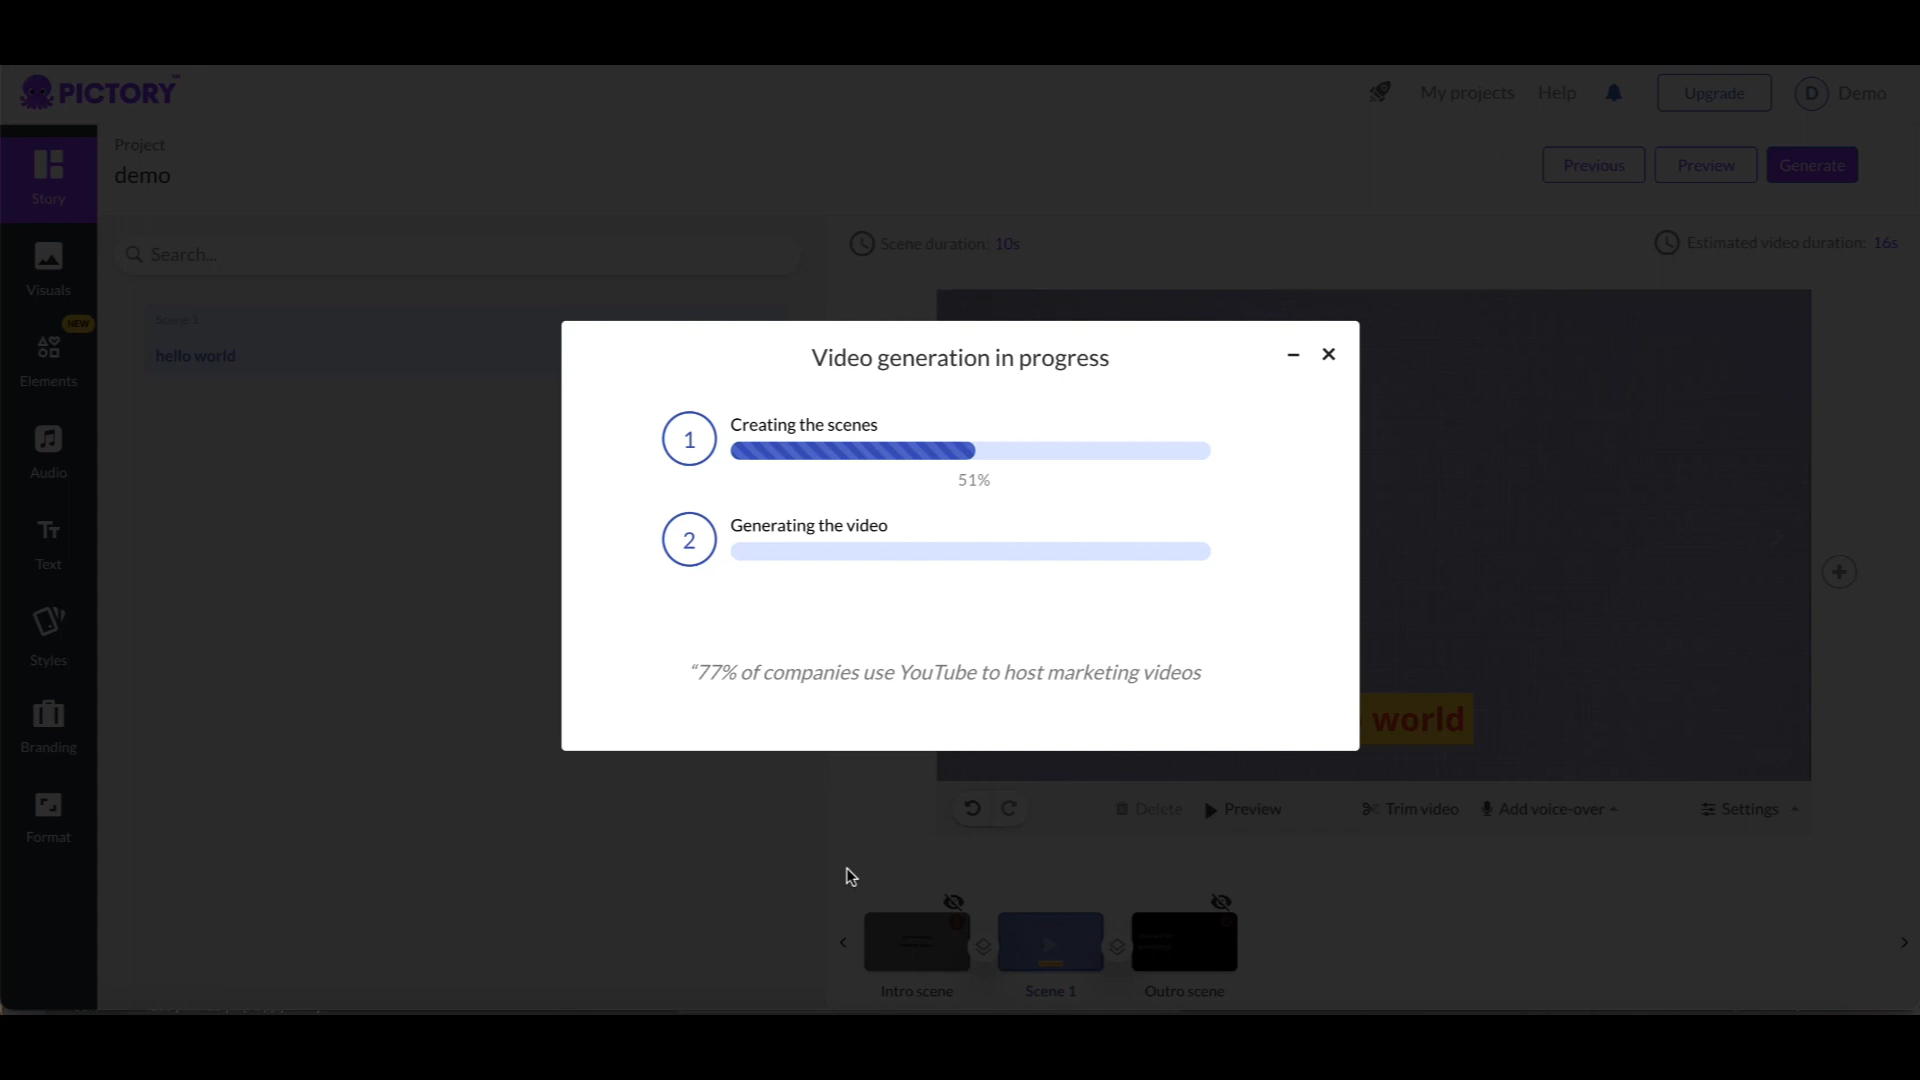 PICTORY
My projects
Help
Upgrade
D
Demo
Project
demo
Previous
Preview
Generate
Story
Search...
Scene duration: 10s
Estimated video duration: 16s
Visuals
Scene 1
hello world
NEW
Elements
Audio
Text
Styles
Branding
Format
Video generation in progress
1
Creating the scenes
51%
2
Generating the video
“77% of companies use YouTube to host marketing videos
world
Delete
Preview
Trim video
Add voice-over
Settings
Intro scene
Scene 1
Outro scene